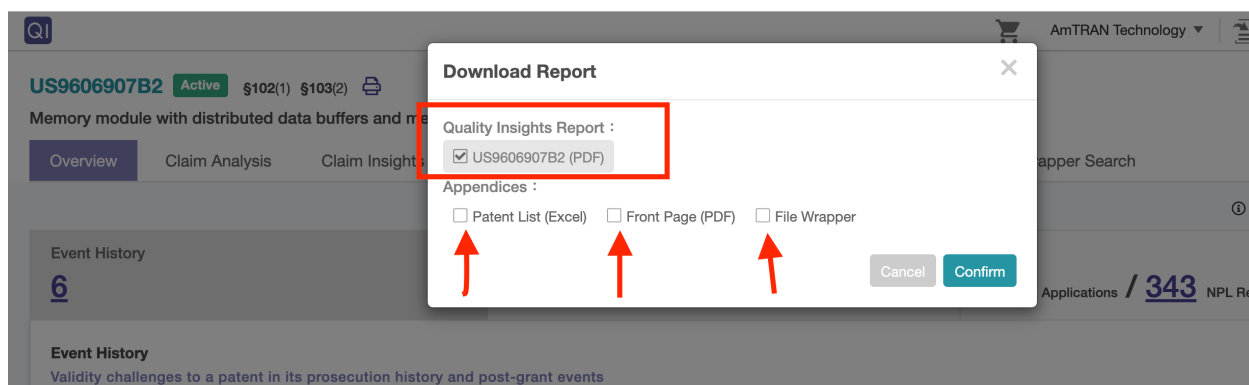 QI
AmTRAN Technology ▼
US9606907B2 Active §102(1) §103(2)
Memory module with distributed data buffers and me
Overview Claim Analysis Claim Insights apper Search
Download Report ×
Quality Insights Report：
US9606907B2 (PDF)
Appendices：
Patent List (Excel) Front Page (PDF) File Wrapper
Cancel Confirm
Event History
6
Applications / 343 NPL Re
Event History
Validity challenges to a patent in its prosecution history and post-grant events